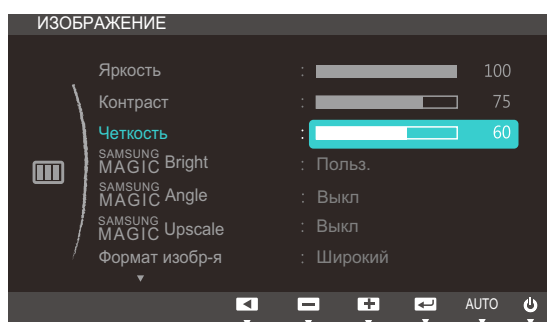 ИЗОБРАЖЕНИЕ
Яркость : 100
Контраст : 75
Четкость : 60
SAMSUNG MAGIC Bright : Польз.
SAMSUNG MAGIC Angle : Выкл
SAMSUNG MAGIC Upscale : Выкл
Формат изобр-я : Широкий
AUTO